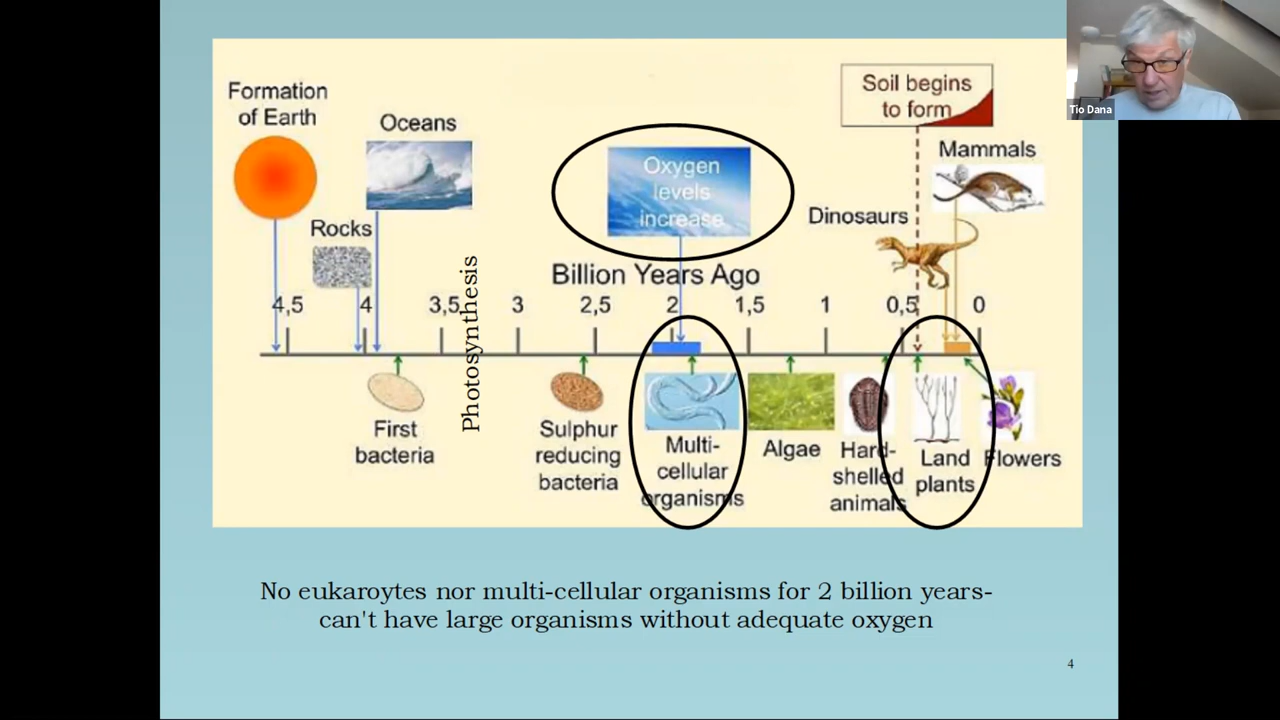 Tio Dana
Formation
of Earth
Oceans
Rocks
Oxygen
levels
increase
Soil begins
to form
Mammals
Dinosaurs
Billion Years Ago
4,5 4 3,5 3 2,5 2 1,5 1 0,5 0
Photosynthesis
First
bacteria
Sulphur
reducing
bacteria
Multi-
cellular
organisms
Algae
Hard-
shelled
animals
Land
plants
Flowers
No eukaroytes nor multi-cellular organisms for 2 billion years-
can't have large organisms without adequate oxygen
4